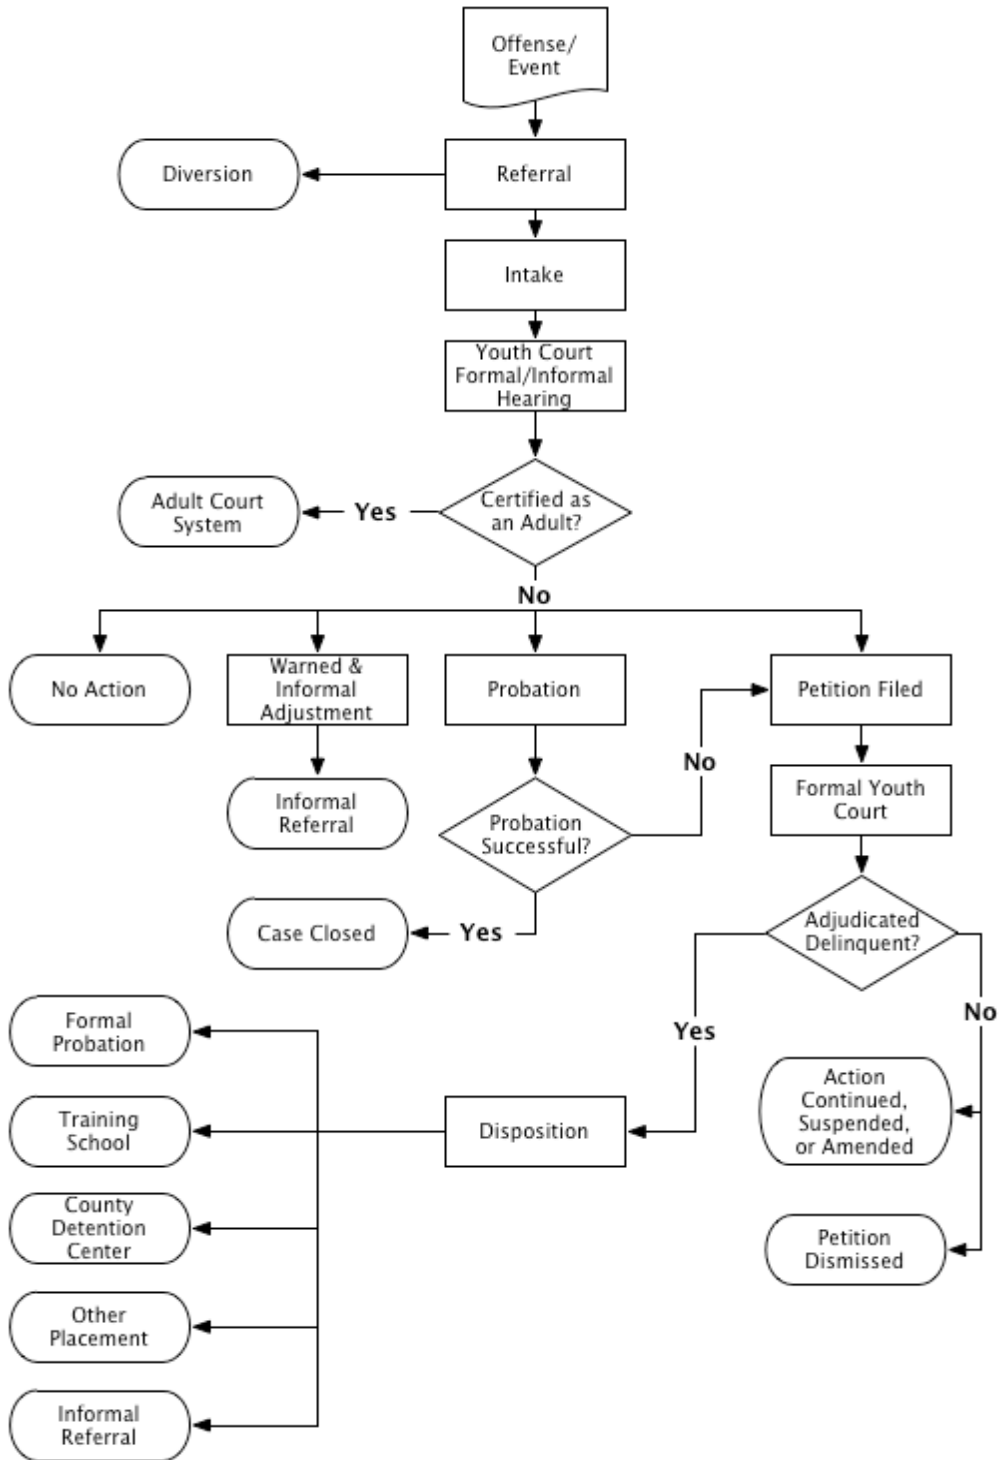 Offense/
Event
Diversion
Referral
Intake
Youth Court
Formal/Informal
Hearing
Adult Court
System
Yes
Certified as
an Adult?
No
No Action
Warned &
Informal
Adjustment
Probation
Petition Filed
No
Informal
Referral
Probation
Successful?
Formal Youth
Court
Case Closed
Yes
Adjudicated
Delinquent?
Formal
Probation
Yes
No
Training
School
Disposition
Action
Continued,
Suspended,
or Amended
County
Detention
Center
Petition
Dismissed
Other
Placement
Informal
Referral